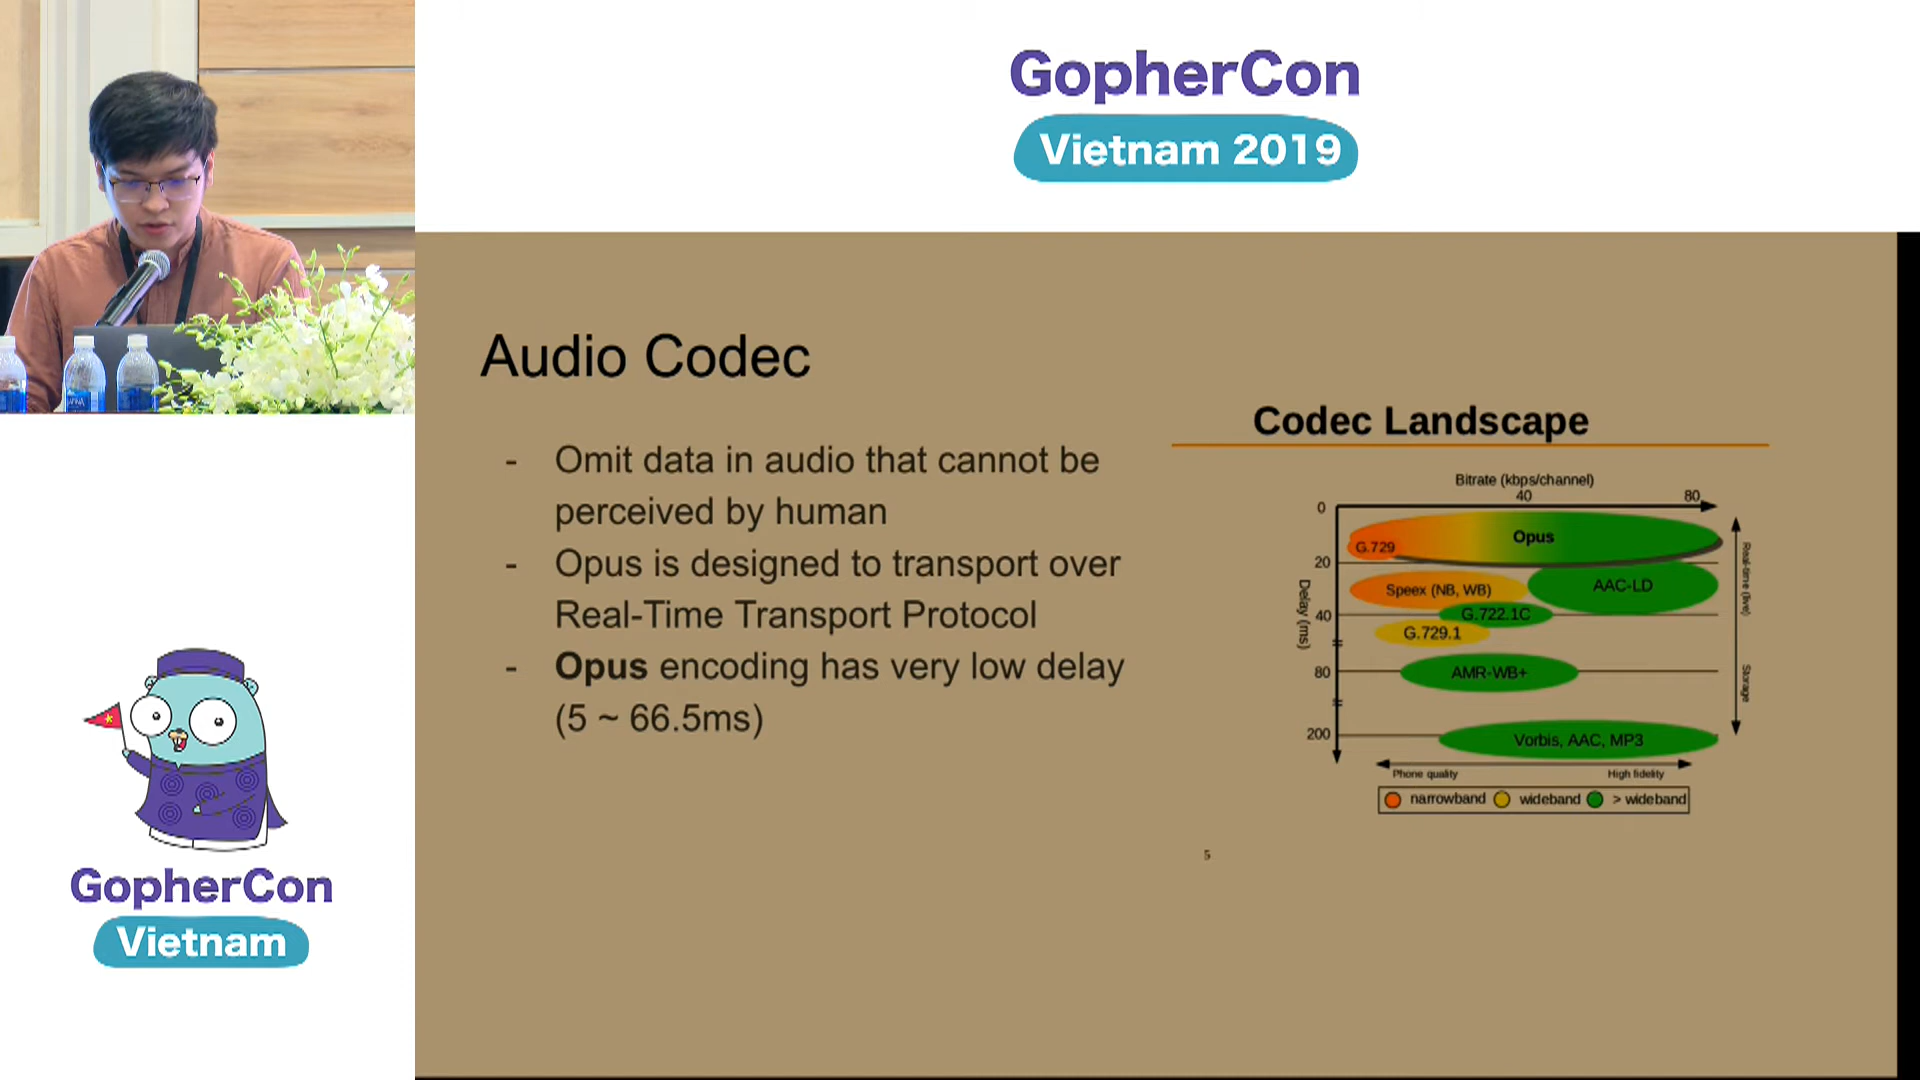 GopherCon
Vietnam 2019
Audio Codec
- Omit data in audio that cannot be
perceived by human
- Opus is designed to transport over
Real-Time Transport Protocol
- Opus encoding has very low delay
(5 ~ 66.5ms)
Codec Landscape
Bitrate (kbps/channel)
40
80
0
20
40
80
200
Delay (ms)
Opus
G.729
Speex (NB, WB)
AAC-LD
G.722.1C
G.729.1
AMR-WB+
Vorbis, AAC, MP3
Real-time (live)
Storage
Phone quality
High fidelity
narrowband
wideband
> wideband
5
GopherCon
Vietnam